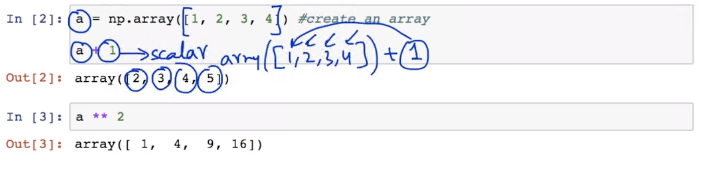 In [2]: a = np.array([1, 2, 3, 4]) #create an array
a + 1 → scalar array([1,2,3,4]) + 1
Out[2]: array([2, 3, 4, 5])
In [3]: a ** 2
Out[3]: array([ 1, 4, 9, 16])